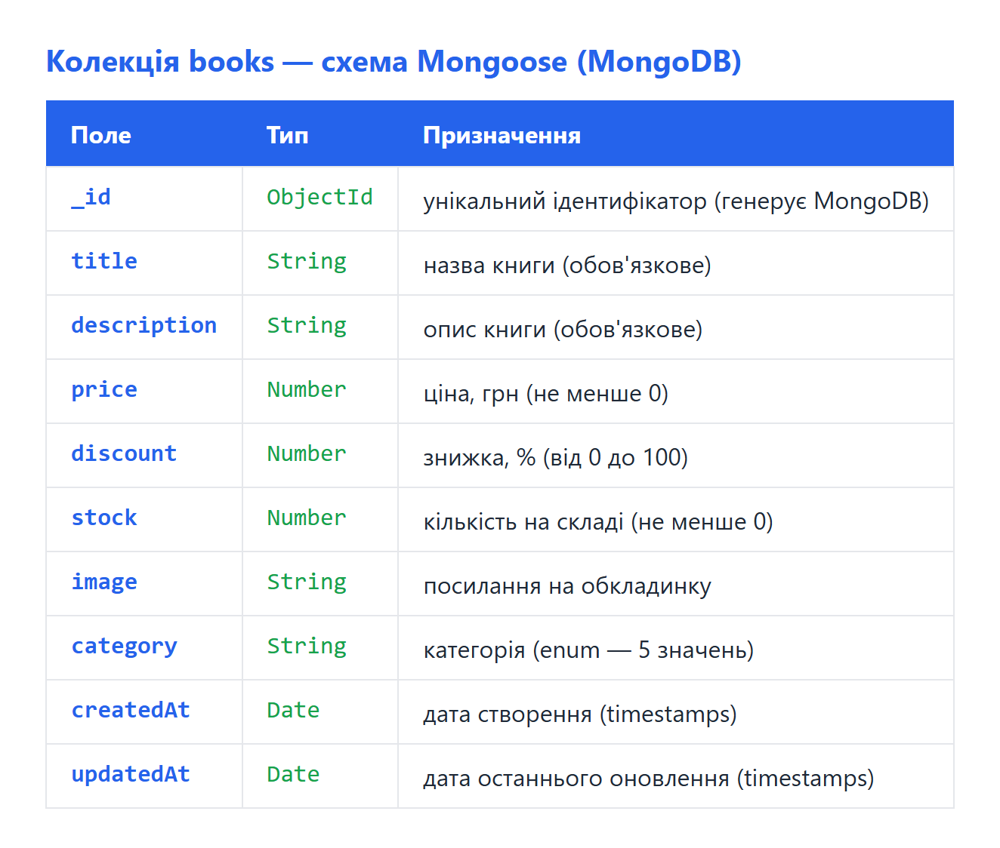 Колекція books — схема Mongoose (MongoDB)
Поле Тип Призначення
_id ObjectId унікальний ідентифікатор (генерує MongoDB)
title String назва книги (обов'язкове)
description String опис книги (обов'язкове)
price Number ціна, грн (не менше 0)
discount Number знижка, % (від 0 до 100)
stock Number кількість на складі (не менше 0)
image String посилання на обкладинку
category String категорія (enum — 5 значень)
createdAt Date дата створення (timestamps)
updatedAt Date дата останнього оновлення (timestamps)